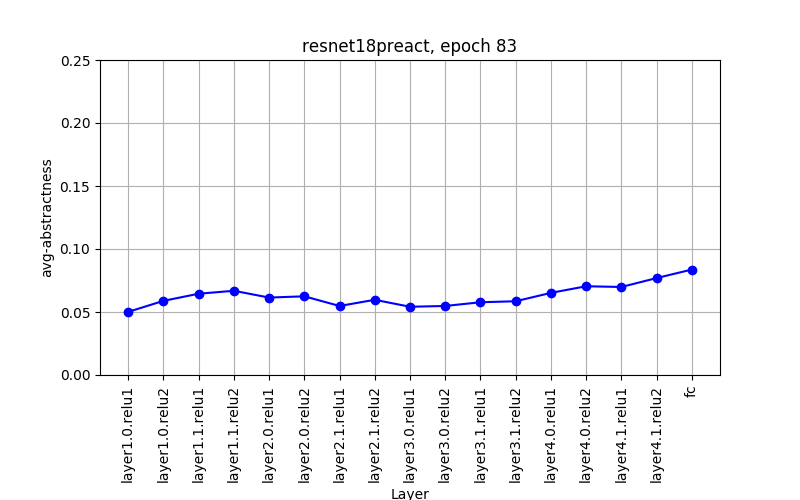 resnet18preact, epoch 83
avg-abstractness
0.25
0.20
0.15
0.10
0.05
0.00
layer1.0.relu1
layer1.0.relu2
layer1.1.relu1
layer1.1.relu2
layer2.0.relu1
layer2.0.relu2
layer2.1.relu1
layer2.1.relu2
layer3.0.relu1
layer3.0.relu2
layer3.1.relu1
layer3.1.relu2
layer4.0.relu1
layer4.0.relu2
layer4.1.relu1
layer4.1.relu2
fc
Layer